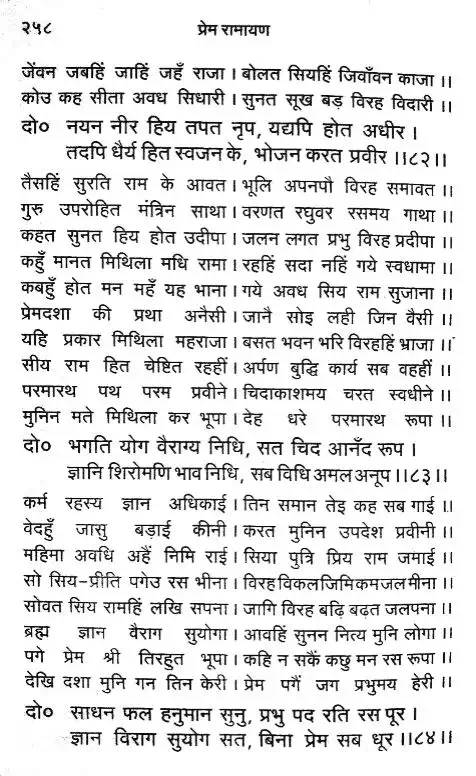 २५८ प्रेम रामायण
जेंवन जबहिं जाहिं जहँ राजा। बोलत सियहिं जिवाँवन काजा।।
कोउ कह सीता अवध सिधारी। सुनत सूख बड़ विरह विदारी।।
दो० नयन नीर हिय तपत नृप, यद्यपि होत अधीर।
तदपि धैर्य हित स्वजन के, भोजन करत प्रवीर।।८२।।
तैसहिं सुरति राम के आवत। भूलि अपनपौ विरह समावत।।
गुरु उपरोहित मंत्रिन साथा। वरणत रघुवर रसमय गाथा।।
कहत सुनत हिय होत उदीपा। जलन लगत प्रभु विरह प्रदीपा।।
कहुँ मानत मिथिला मधि रामा। रहहिं सदा नहिं गये स्वधामा।।
कबहुँ होत मन महँ यह भाना। गये अवध सिय राम सुजाना।।
प्रेमदशा की प्रथा अनैसी। जानै सोइ लही जिन वैसी।।
यहि प्रकार मिथिला महराजा। बसत भवन भरि विरहहिं भ्राजा।।
सीय राम हित चेष्टित रहहीं। अर्पण बुद्धि कार्य सब वहहीं।।
परमारथ पथ परम प्रवीने। चिदाकाशमय चरत स्वधीने।।
मुनिन मते मिथिला कर भूपा। देह धरे परमारथ रूपा।।
दो० भगति योग वैराग्य निधि, सत चिद आनँद रूप।
ज्ञानि शिरोमणि भाव निधि, सब विधि अमल अनूप।।८३।।
कर्म रहस्य ज्ञान अधिकाई। तिन समान तेइ कह सब गाई।।
वेदहुँ जासु बड़ाई कीनी। करत मुनिन उपदेश प्रवीनी।।
महिमा अवधि अहैं निमि राई। सिया पुत्रि प्रिय राम जमाई।।
सो सिय-प्रीति पगेउ रस भीना। विरह विकल जिमि कम जल मीना।।
सोवत सिय रामहिं लखि सपना। जागि विरह बढ़ि बढ़त जलपना।।
ब्रह्म ज्ञान वैराग सुयोगा। आवहिं सुनन नित्य मुनि लोगा।।
पगे प्रेम श्री तिरहुत भूपा। कहि न सकैं कछु मन रस रूपा।।
देखि दशा मुनि गन तिन केरी। प्रेम पगैं जग प्रभुमय हेरी।।
दो० साधन फल हनुमान सुनु, प्रभु पद रति रस पूर।
ज्ञान विराग सुयोग सत, बिना प्रेम सब धूर।।८४।।